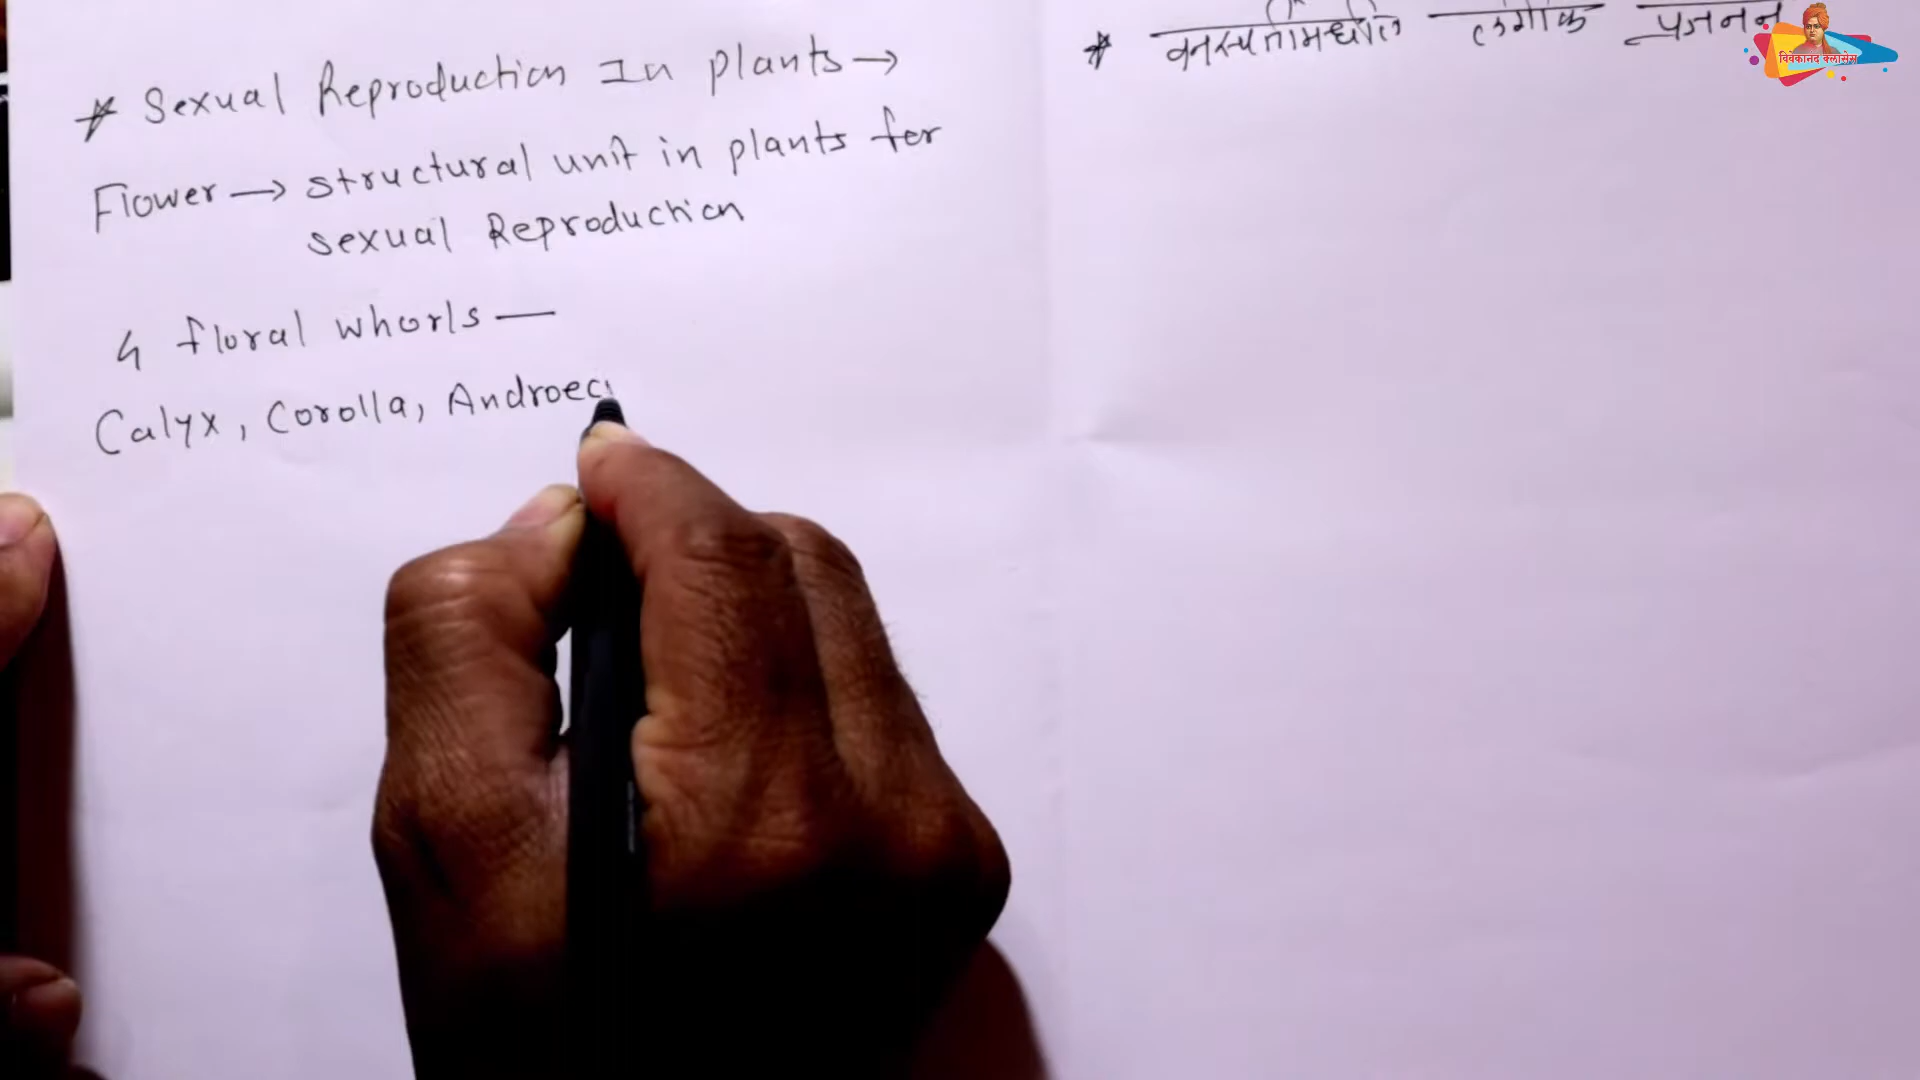 * Sexual Reproduction In plants →
Flower → structural unit in plants for
sexual Reproduction
4 floral whorls —
Calyx, Corolla, Androeci
* वनस्पतीमधील लैंगिक प्रजनन
विवेकानंद क्लासेस